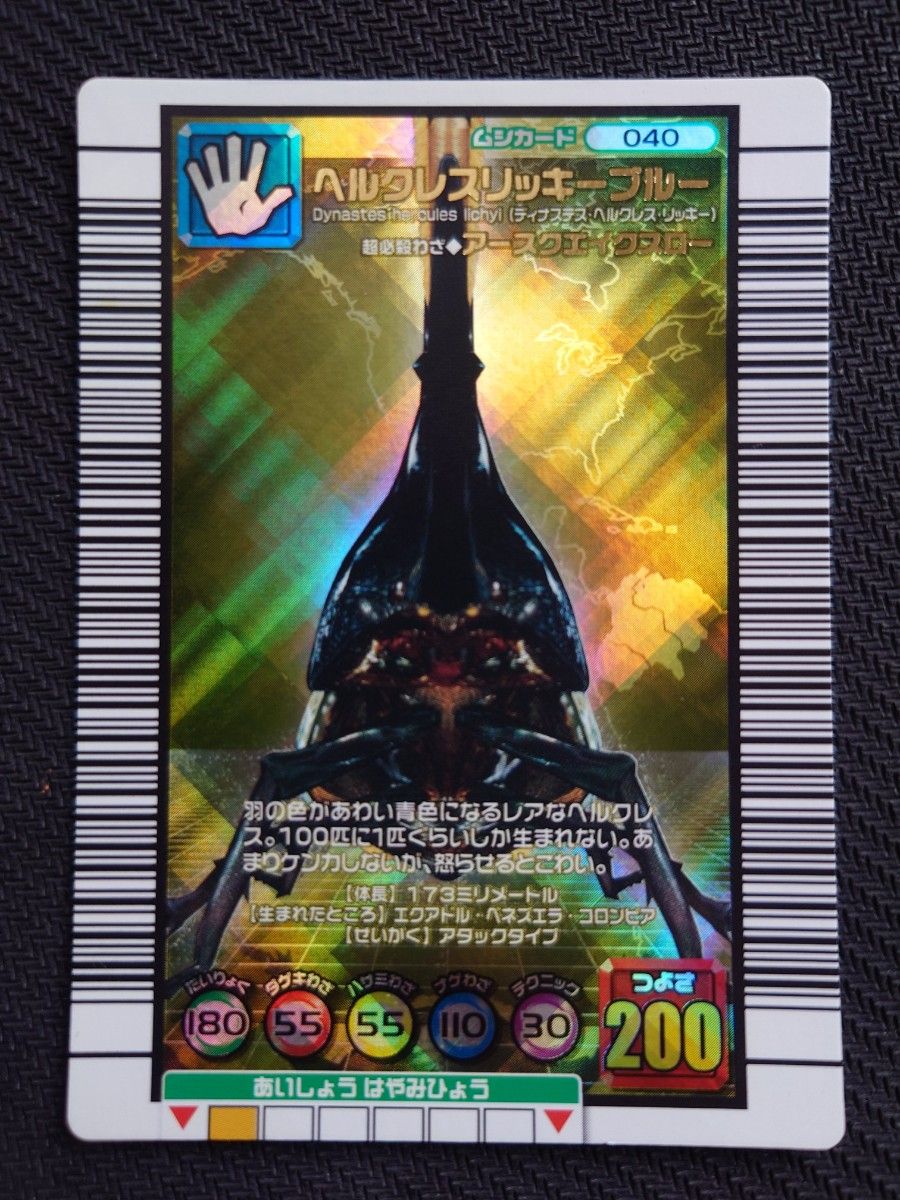 ムシカード 040
ヘルクレスリッキーブルー
Dynastes hercules lichyi (ディナステス・ヘルクレス・リッキー)
超必殺わざ◆アースクエイクスロー
羽の色があわい青色になるレアなヘルクレ
ス。100匹に1匹ぐらいしか生まれない。あ
まりケンカしないが、怒らせるとこわい。
【体長】173ミリメートル
【生まれたところ】エクアドル・ベネズエラ・コロンビア
【せいかく】アタックタイプ
たいりょく ダゲキわざ ハサミわざ ナゲわざ テクニック つよさ
180 55 55 110 30 200
あいしょう はやみひょう